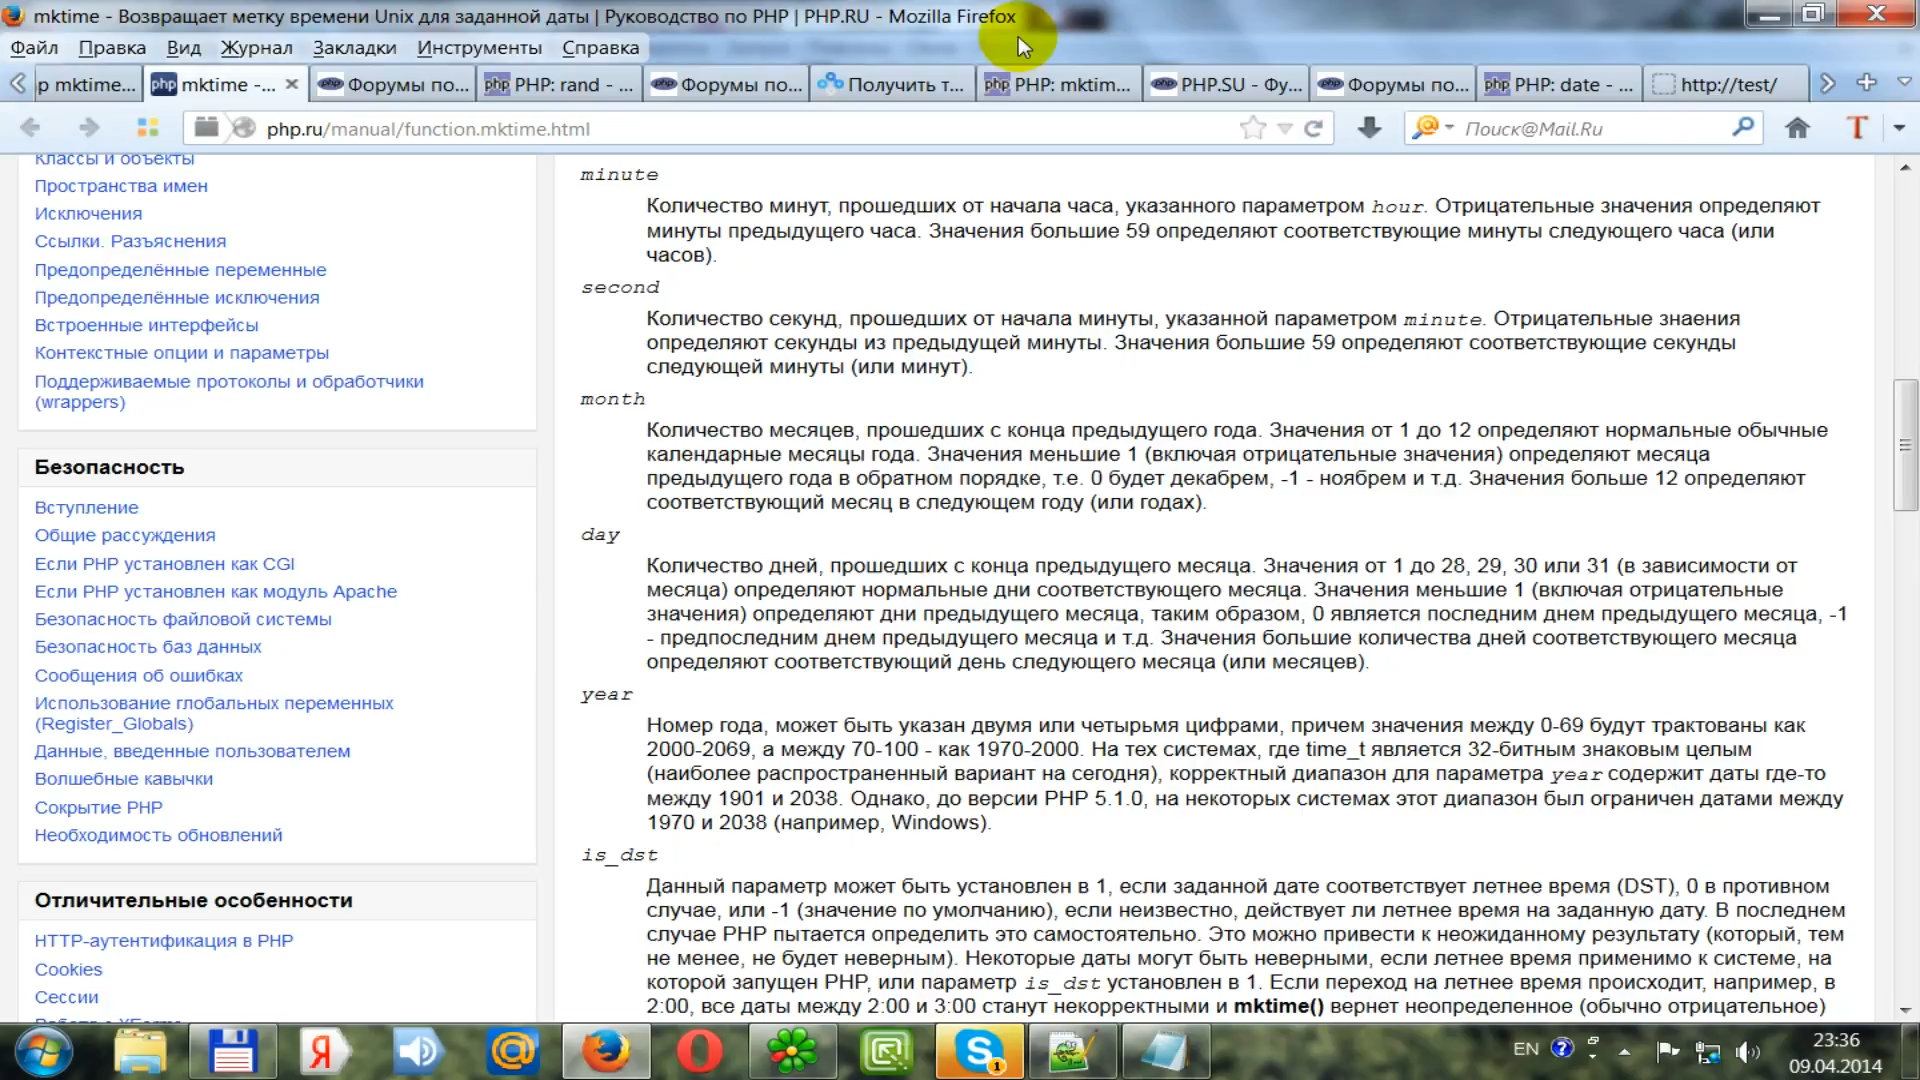 mktime - Возвращает метку времени Unix для заданной даты | Руководство по PHP | PHP.RU - Mozilla Firefox
Файл Правка Вид Журнал Закладки Инструменты Справка
p mktime... mktime -... Форумы по... PHP: rand - ... Форумы по... Получить т... PHP: mktim... PHP.SU - Фу... Форумы по... PHP: date - ... http://test/
php.ru/manual/function.mktime.html
Поиск@Mail.Ru
Классы и объекты
Пространства имен
Исключения
Ссылки. Разъяснения
Предопределённые переменные
Предопределённые исключения
Встроенные интерфейсы
Контекстные опции и параметры
Поддерживаемые протоколы и обработчики
(wrappers)
Безопасность
Вступление
Общие рассуждения
Если PHP установлен как CGI
Если PHP установлен как модуль Apache
Безопасность файловой системы
Безопасность баз данных
Сообщения об ошибках
Использование глобальных переменных
(Register_Globals)
Данные, введенные пользователем
Волшебные кавычки
Сокрытие PHP
Необходимость обновлений
Отличительные особенности
HTTP-аутентификация в PHP
Cookies
Сессии
minute
Количество минут, прошедших от начала часа, указанного параметром hour. Отрицательные значения определяют
минуты предыдущего часа. Значения большие 59 определяют соответствующие минуты следующего часа (или
часов).
second
Количество секунд, прошедших от начала минуты, указанной параметром minute. Отрицательные знаения
определяют секунды из предыдущей минуты. Значения большие 59 определяют соответствующие секунды
следующей минуты (или минут).
month
Количество месяцев, прошедших с конца предыдущего года. Значения от 1 до 12 определяют нормальные обычные
календарные месяцы года. Значения меньшие 1 (включая отрицательные значения) определяют месяца
предыдущего года в обратном порядке, т.е. 0 будет декабрем, -1 - ноябрем и т.д. Значения больше 12 определяют
соответствующий месяц в следующем году (или годах).
day
Количество дней, прошедших с конца предыдущего месяца. Значения от 1 до 28, 29, 30 или 31 (в зависимости от
месяца) определяют нормальные дни соответствующего месяца. Значения меньшие 1 (включая отрицательные
значения) определяют дни предыдущего месяца, таким образом, 0 является последним днем предыдущего месяца, -1
- предпоследним днем предыдущего месяца и т.д. Значения большие количества дней соответствующего месяца
определяют соответствующий день следующего месяца (или месяцев).
year
Номер года, может быть указан двумя или четырьмя цифрами, причем значения между 0-69 будут трактованы как
2000-2069, а между 70-100 - как 1970-2000. На тех системах, где time_t является 32-битным знаковым целым
(наиболее распространенный вариант на сегодня), корректный диапазон для параметра year содержит даты где-то
между 1901 и 2038. Однако, до версии PHP 5.1.0, на некоторых системах этот диапазон был ограничен датами между
1970 и 2038 (например, Windows).
is_dst
Данный параметр может быть установлен в 1, если заданной дате соответствует летнее время (DST), 0 в противном
случае, или -1 (значение по умолчанию), если неизвестно, действует ли летнее время на заданную дату. В последнем
случае PHP пытается определить это самостоятельно. Это можно привести к неожиданному результату (который, тем
не менее, не будет неверным). Некоторые даты могут быть неверными, если летнее время применимо к системе, на
которой запущен PHP, или параметр is_dst установлен в 1. Если переход на летнее время происходит, например, в
2:00, все даты между 2:00 и 3:00 станут некорректными и mktime() вернет неопределенное (обычно отрицательное)
EN
23:36
09.04.2014